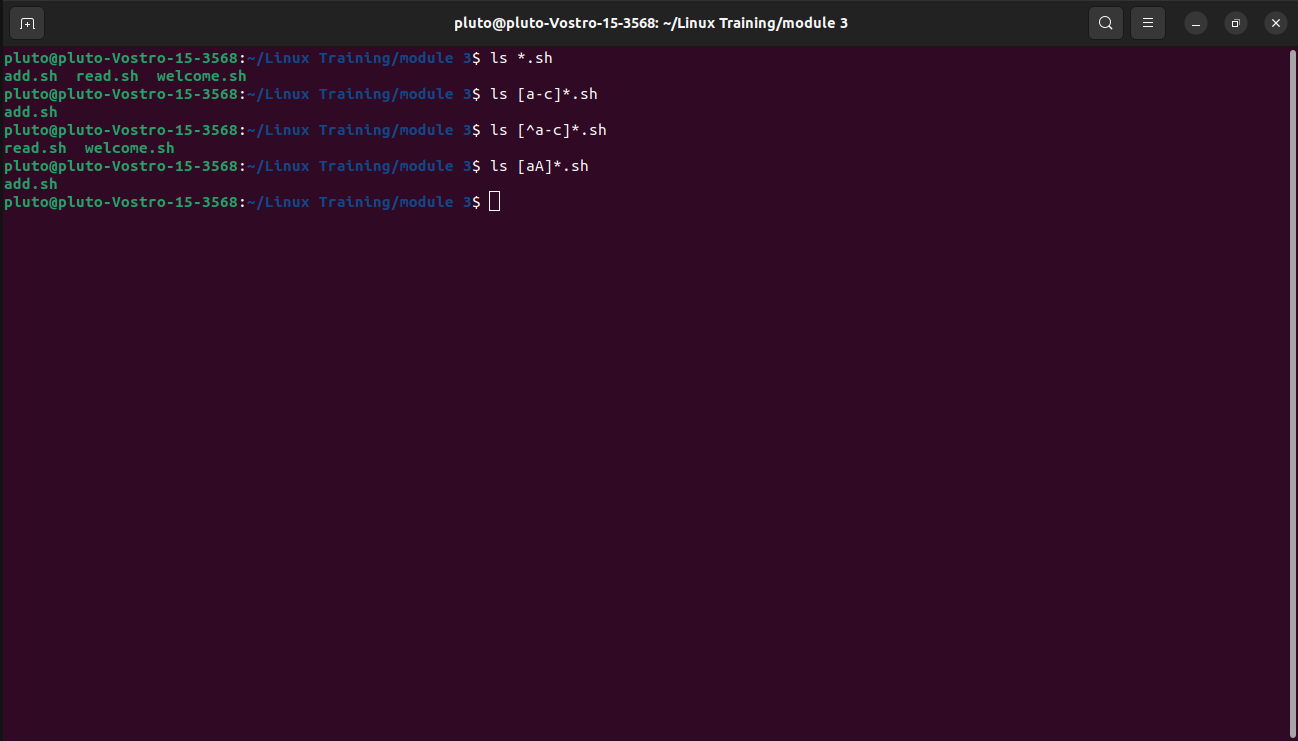 pluto@pluto-Vostro-15-3568: ~/Linux Training/module 3
pluto@pluto-Vostro-15-3568:~/Linux Training/module 3$ ls *.sh
add.sh  read.sh  welcome.sh
pluto@pluto-Vostro-15-3568:~/Linux Training/module 3$ ls [a-c]*.sh
add.sh
pluto@pluto-Vostro-15-3568:~/Linux Training/module 3$ ls [^a-c]*.sh
read.sh  welcome.sh
pluto@pluto-Vostro-15-3568:~/Linux Training/module 3$ ls [aA]*.sh
add.sh
pluto@pluto-Vostro-15-3568:~/Linux Training/module 3$